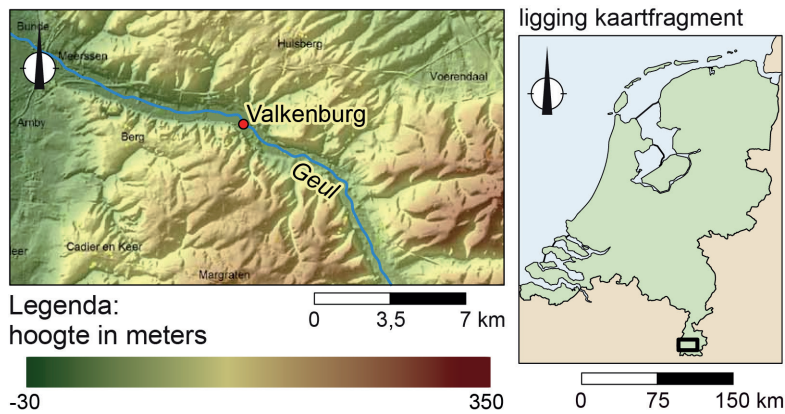 Bunde
Meerssen
Hulsberg
Voerendaal
Amby
Berg
Valkenburg
Geul
eer
Cadier en Keer
Margraten
Legenda:
hoogte in meters
0 3,5 7 km
-30 350
ligging kaartfragment
0 75 150 km